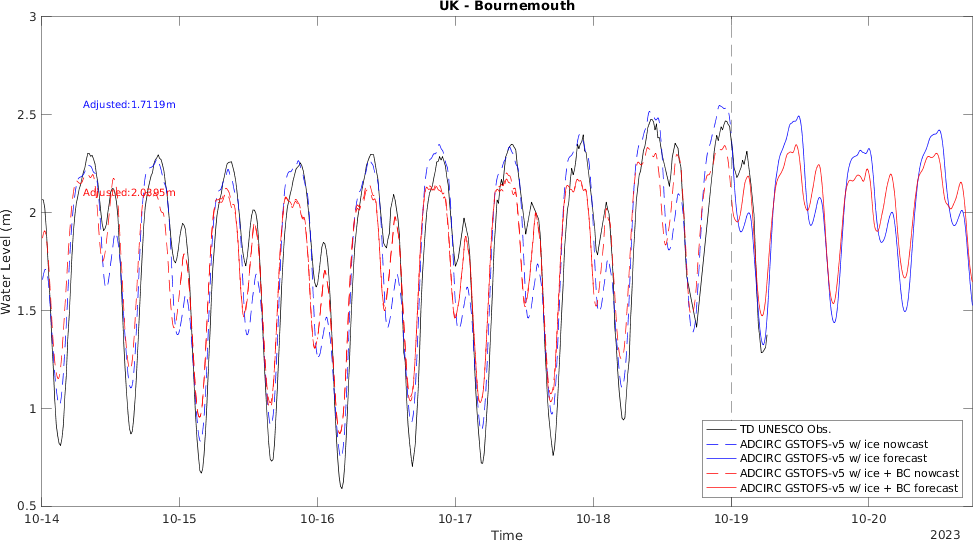 UK - Bournemouth
3
2.5
2
1.5
1
0.5
Water Level (m)
Adjusted:1.7119m
Adjusted:2.0395m
TD UNESCO Obs.
ADCIRC GSTOFS-v5 w/ ice nowcast
ADCIRC GSTOFS-v5 w/ ice forecast
ADCIRC GSTOFS-v5 w/ ice + BC nowcast
ADCIRC GSTOFS-v5 w/ ice + BC forecast
10-14 10-15 10-16 10-17 10-18 10-19 10-20
Time
2023